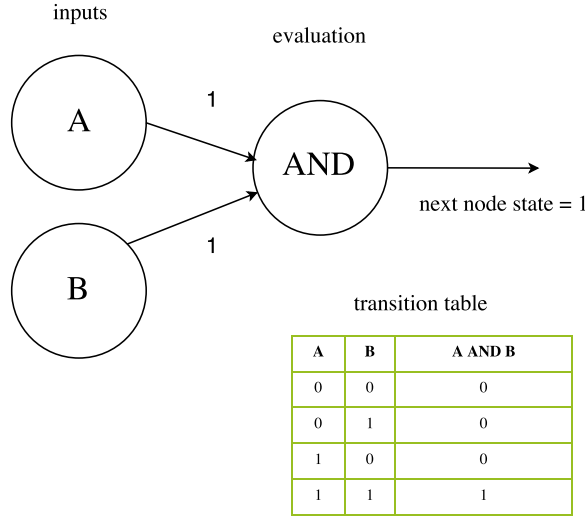 inputs
evaluation
A
1
AND
next node state = 1
B
1
transition table
A B A AND B
0 0 0
0 1 0
1 0 0
1 1 1